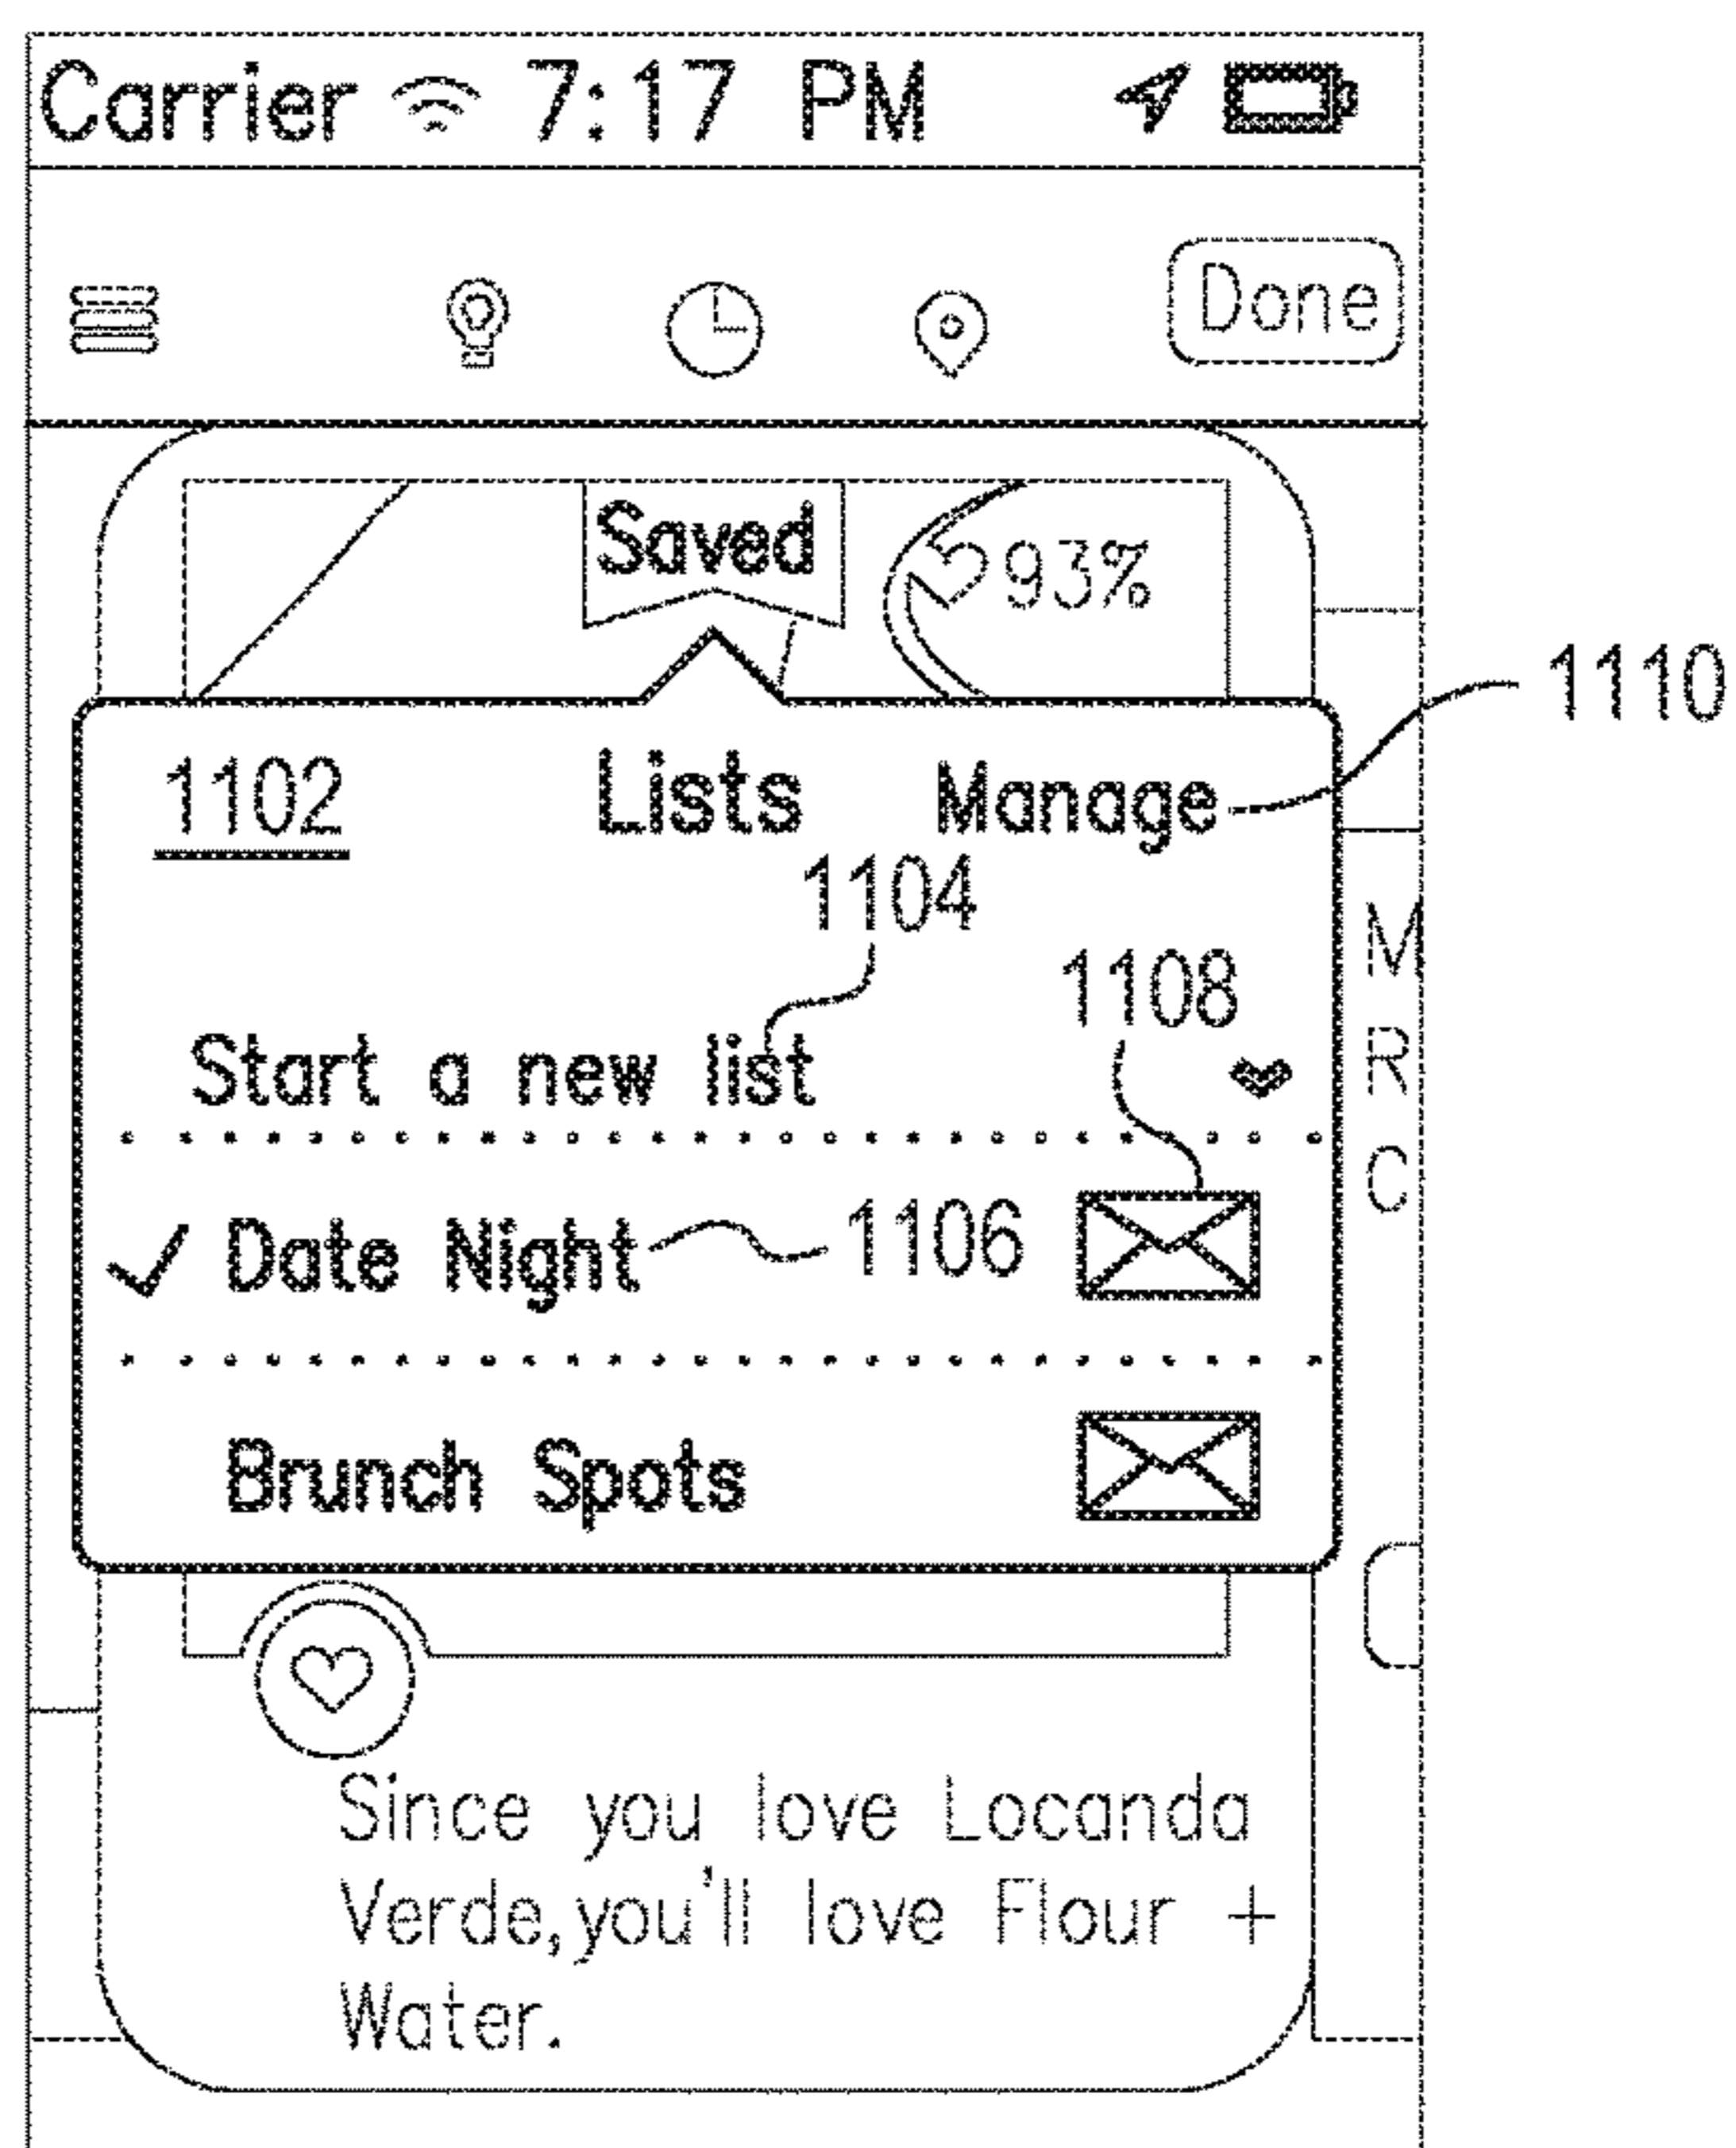 Carrier 7:17 PM
Done
Saved
93%
1110
1102 Lists Manage
1104
1108
Start a new list
Date Night 1106
Brunch Spots
M
R
C
Since you love Locanda
Verde,you'll love Flour +
Water.